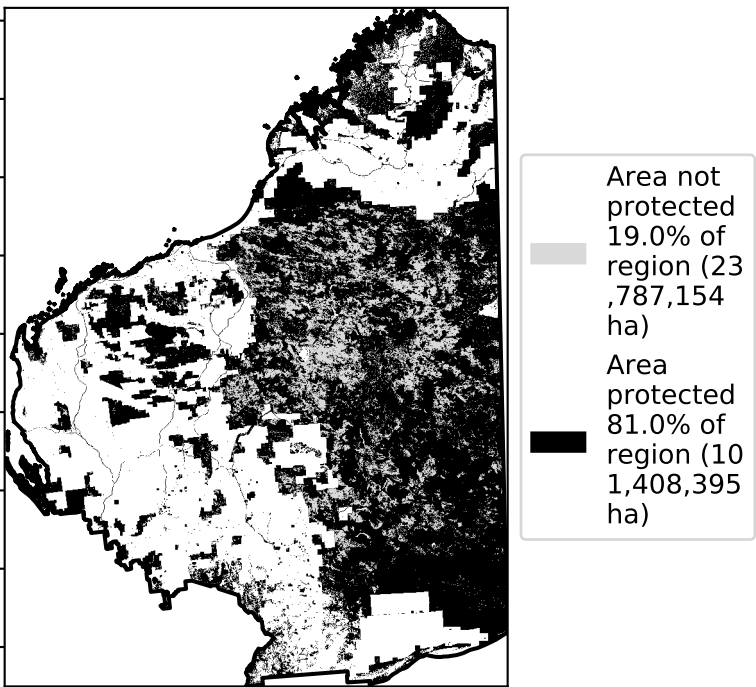 Area not
protected
19.0% of
region (23
,787,154
ha)
Area
protected
81.0% of
region (10
1,408,395
ha)